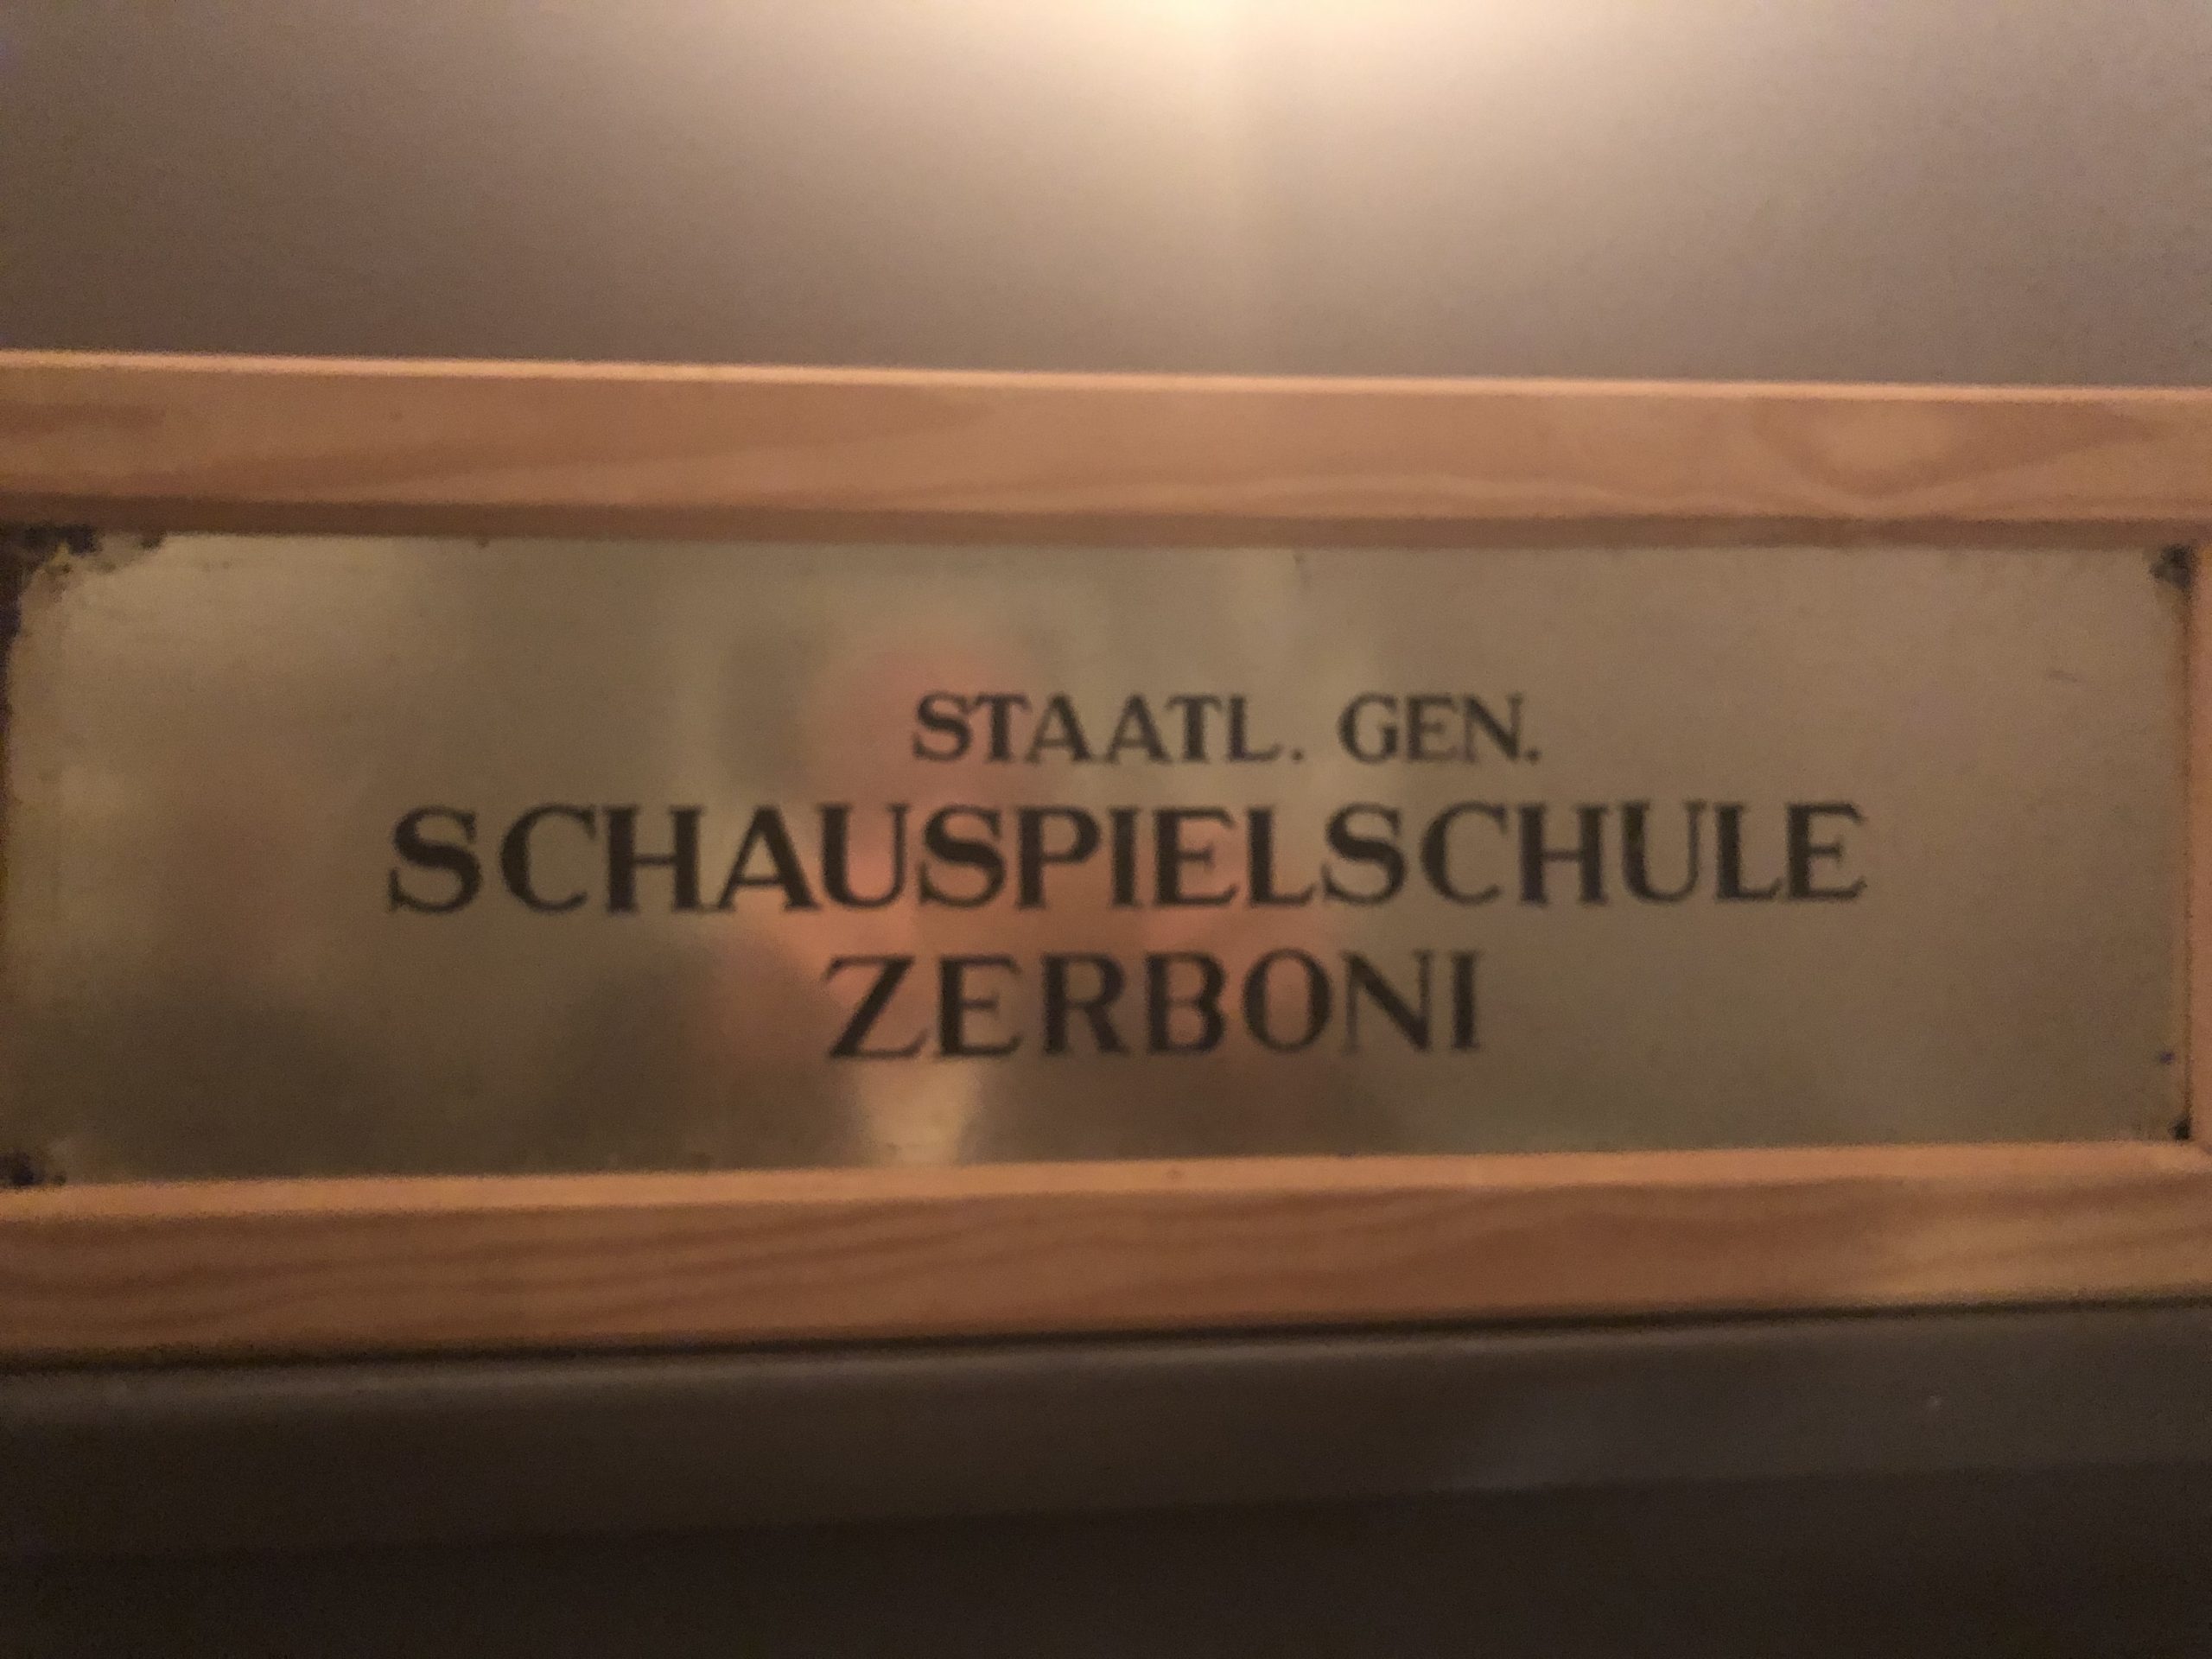 STAATL. GEN.
SCHAUSPIELSCHULE
ZERBONI